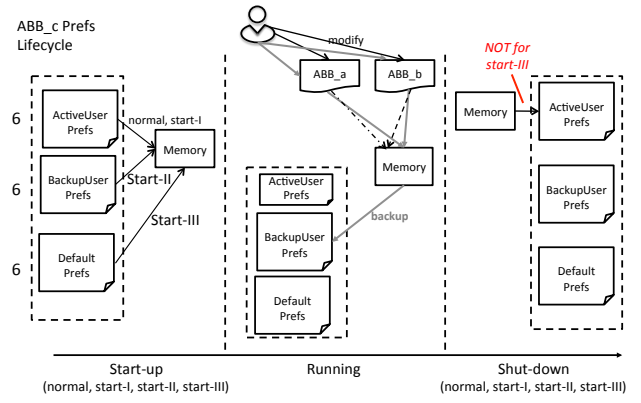 ABB_c Prefs
Lifecycle
6
ActiveUser
Prefs
normal, start-I
Memory
6
BackupUser
Prefs
Start-II
Start-III
6
Default
Prefs
modify
ABB_a
ABB_b
Memory
ActiveUser
Prefs
backup
BackupUser
Prefs
Default
Prefs
NOT for
start-III
Memory
ActiveUser
Prefs
BackupUser
Prefs
Default
Prefs
Start-up
(normal, start-I, start-II, start-III)
Running
Shut-down
(normal, start-I, start-II, start-III)